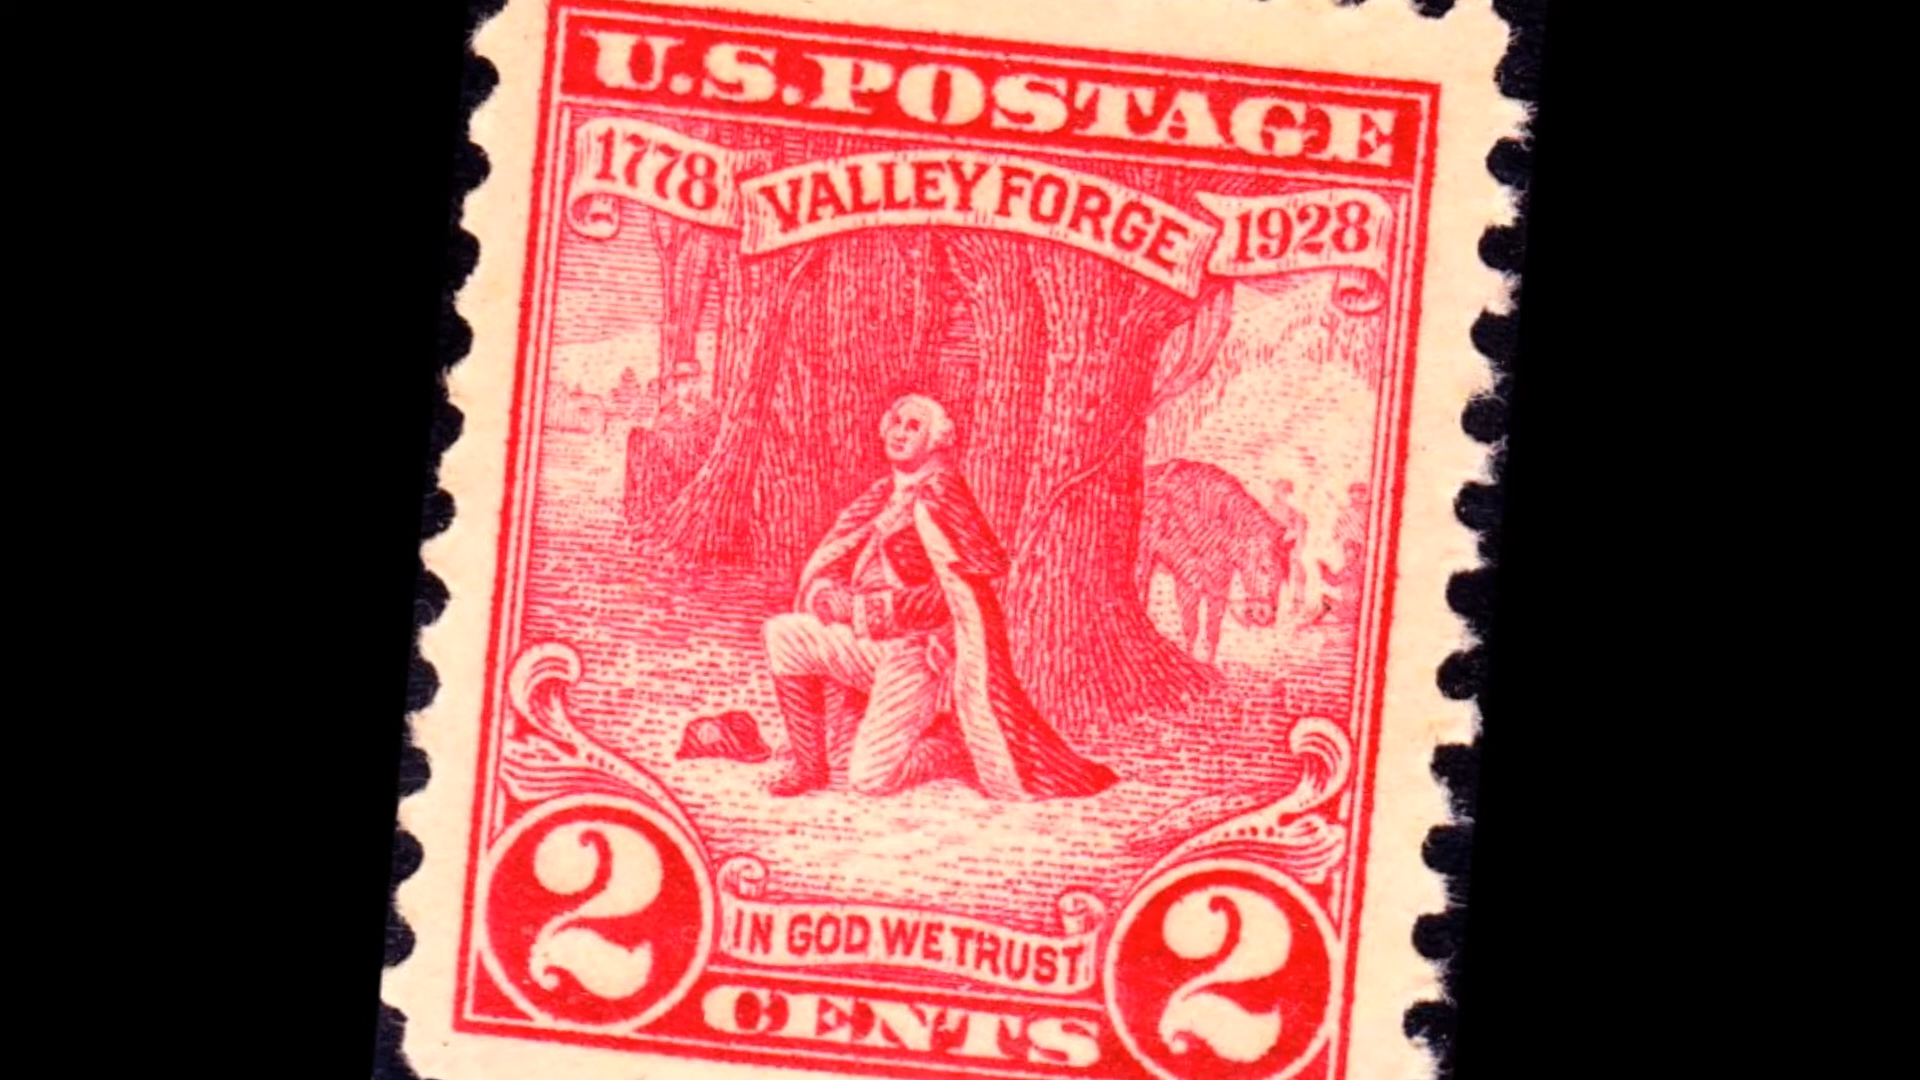 U.S. POSTAGE
1778 VALLEY FORGE 1928
2 IN GOD WE TRUST 2
CENTS